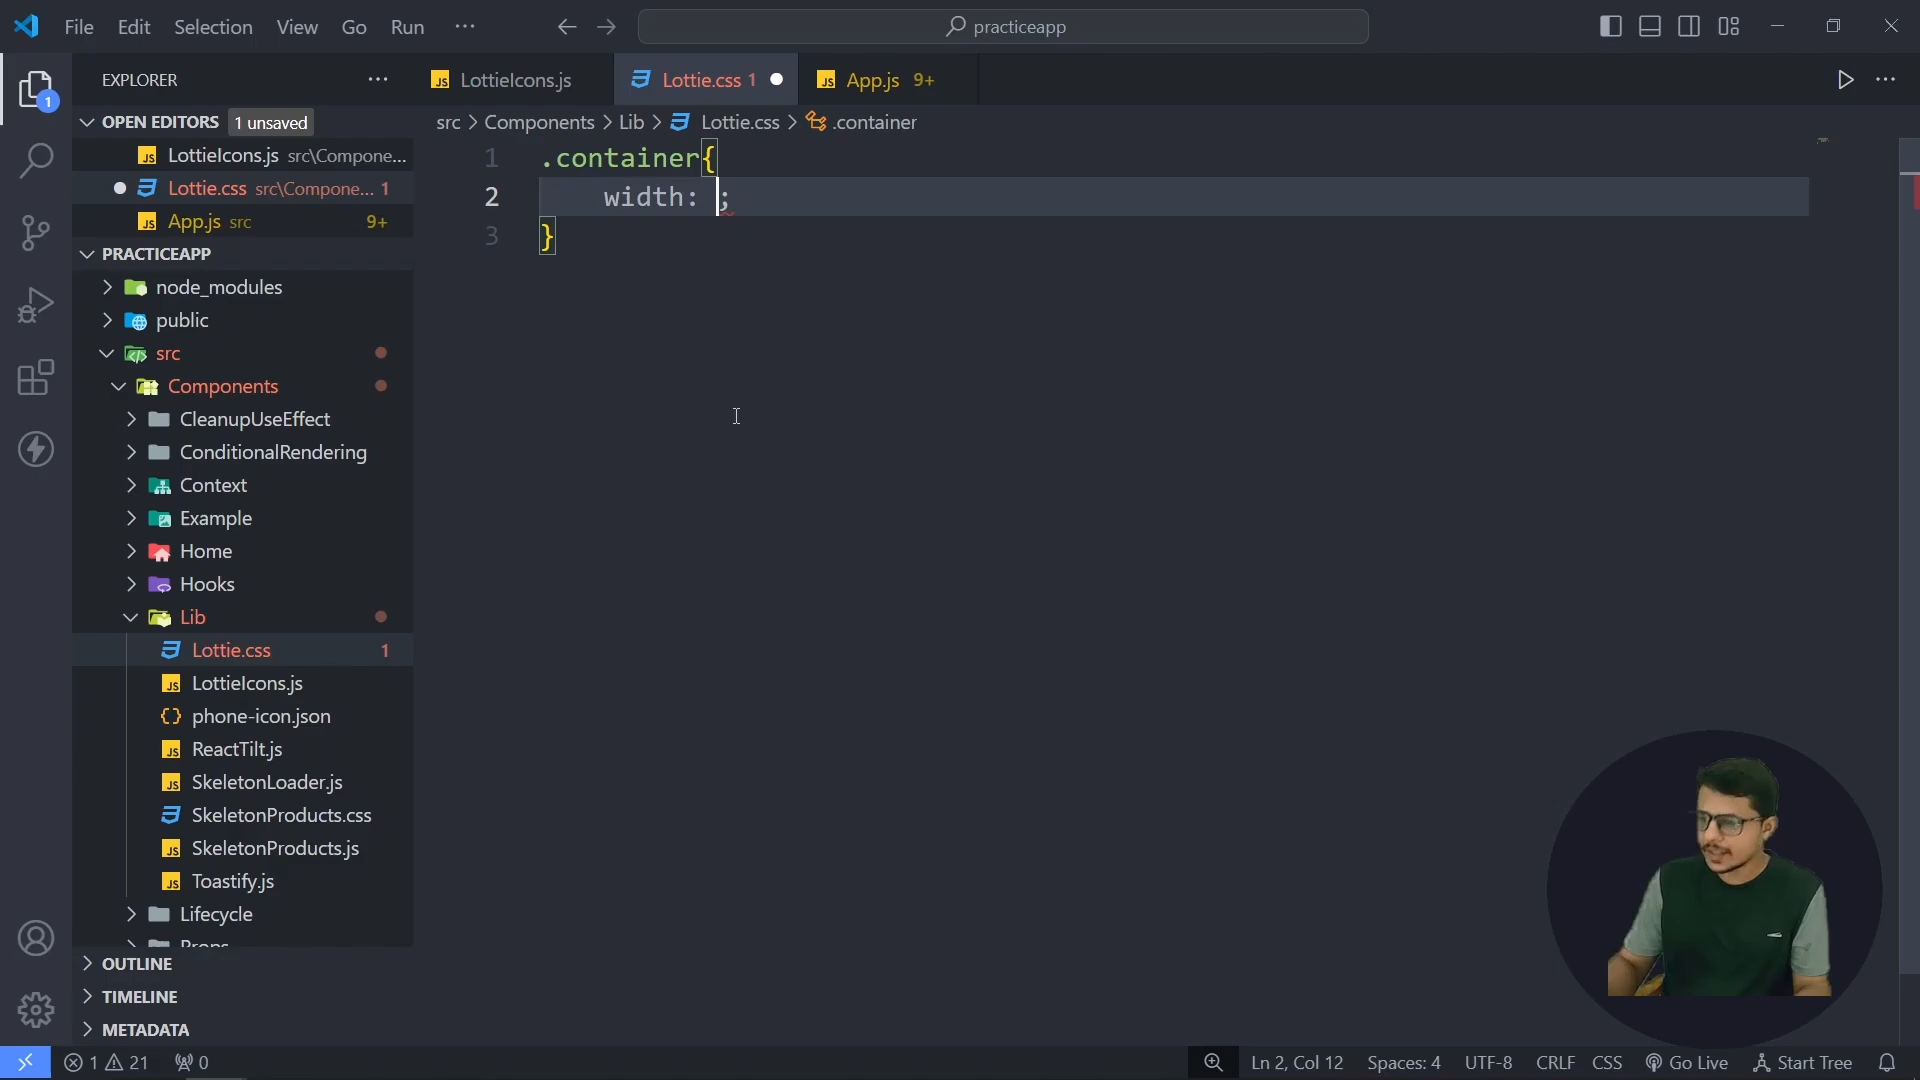 File Edit Selection View Go Run ··· practiceapp
EXPLORER ···
LottieIcons.js
Lottie.css 1
App.js 9+
OPEN EDITORS 1 unsaved
src > Components > Lib > Lottie.css > .container
LottieIcons.js src\Compone...
Lottie.css src\Compone... 1
App.js src 9+
1 .container{
2 width: ;
3 }
PRACTICEAPP
node_modules
public
src
Components
CleanupUseEffect
ConditionalRendering
Context
Example
Home
Hooks
Lib
Lottie.css 1
LottieIcons.js
phone-icon.json
ReactTilt.js
SkeletonLoader.js
SkeletonProducts.css
SkeletonProducts.js
Toastify.js
Lifecycle
Props
OUTLINE
TIMELINE
METADATA
1 21 0 Ln 2, Col 12 Spaces: 4 UTF-8 CRLF CSS Go Live Start Tree